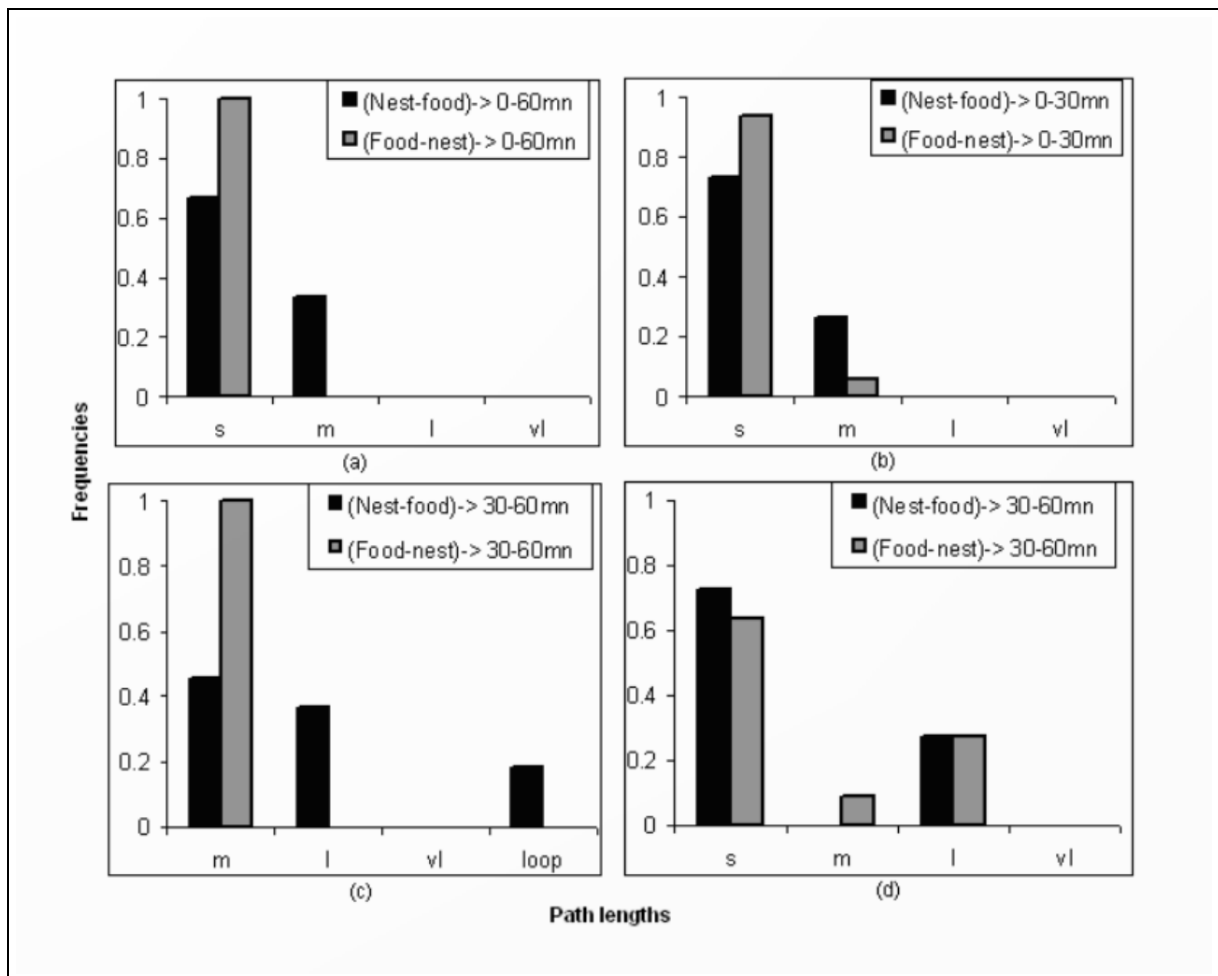 (Nest-food)-> 0-60mn
(Food-nest)-> 0-60mn
1
0.8
0.6
0.4
0.2
0
s m l vl
(a)
(Nest-food)-> 0-30mn
(Food-nest)-> 0-30mn
1
0.8
0.6
0.4
0.2
0
s m l vl
(b)
Frequencies
(Nest-food)-> 30-60mn
(Food-nest)-> 30-60mn
1
0.8
0.6
0.4
0.2
0
m l vl loop
(c)
(Nest-food)-> 30-60mn
(Food-nest)-> 30-60mn
1
0.8
0.6
0.4
0.2
0
s m l vl
(d)
Path lengths